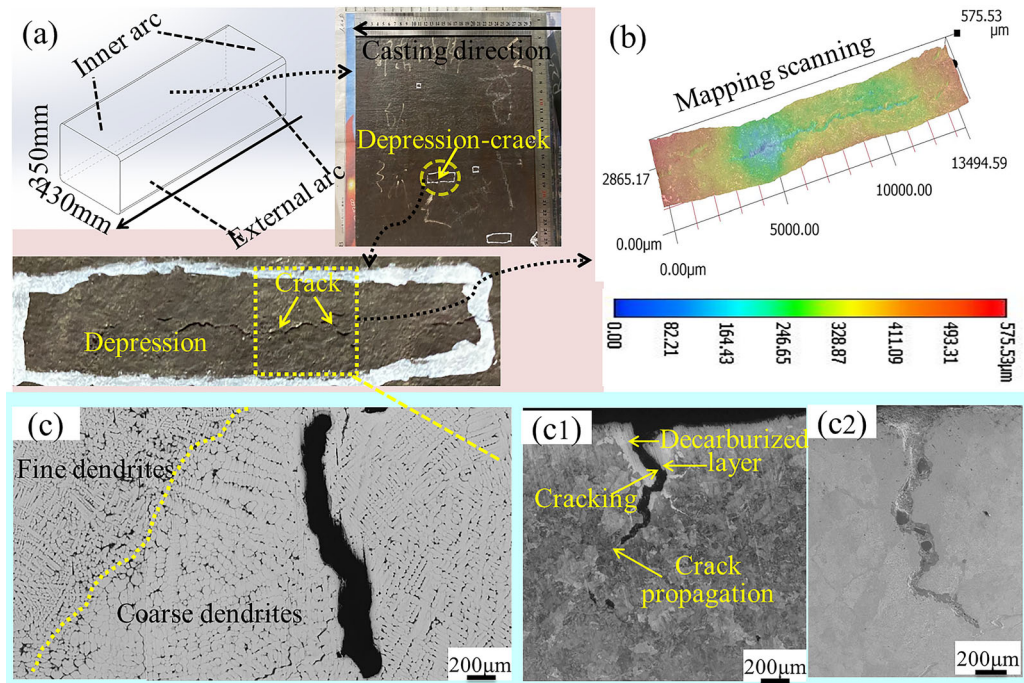 (a)
Inner arc
350mm
430mm
External arc
Casting direction
Depression-crack
Crack
Depression
(b)
Mapping scanning
575.53
μm
2865.17
13494.59
10000.00
5000.00
0.00μm
0.00μm
0.00
82.21
164.43
246.65
328.87
411.09
493.31
575.53μm
(c)
Fine dendrites
Coarse dendrites
200μm
(c1)
Decarburized
layer
Cracking
Crack
propagation
200μm
(c2)
200μm